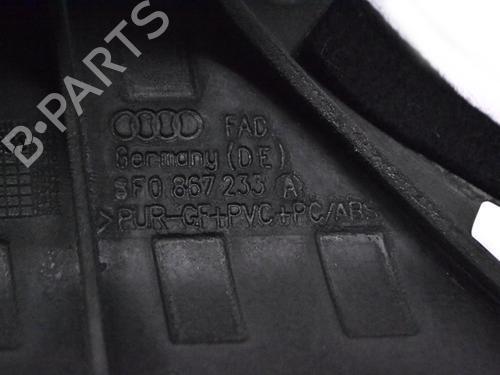 B-PARTS
FAD
Germany (DE)
8F0 867 233 A
>PUR-GF+PVC+PC/ABS